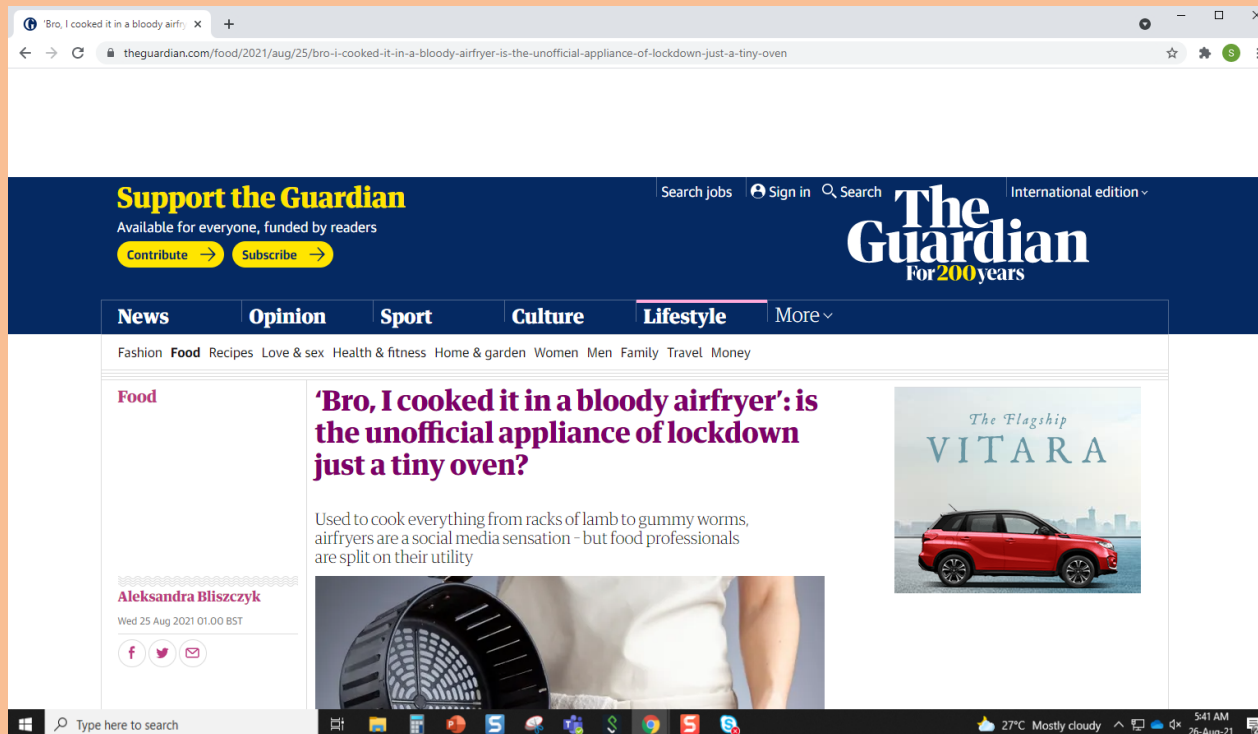 'Bro, I cooked it in a bloody airfry
theguardian.com/food/2021/aug/25/bro-i-cooked-it-in-a-bloody-airfryer-is-the-unofficial-appliance-of-lockdown-just-a-tiny-oven
S
Support the Guardian
Available for everyone, funded by readers
Contribute
Subscribe
Search jobs
Sign in
Search
International edition
The
Guardian
For 200 years
News
Opinion
Sport
Culture
Lifestyle
More
Fashion Food Recipes Love & sex Health & fitness Home & garden Women Men Family Travel Money
Food
‘Bro, I cooked it in a bloody airfryer’: is
the unofficial appliance of lockdown
just a tiny oven?
Used to cook everything from racks of lamb to gummy worms,
airfryers are a social media sensation – but food professionals
are split on their utility
Aleksandra Bliszczyk
Wed 25 Aug 2021 01.00 BST
The Flagship
VITARA
Type here to search
27°C Mostly cloudy
5:41 AM
26-Aug-21